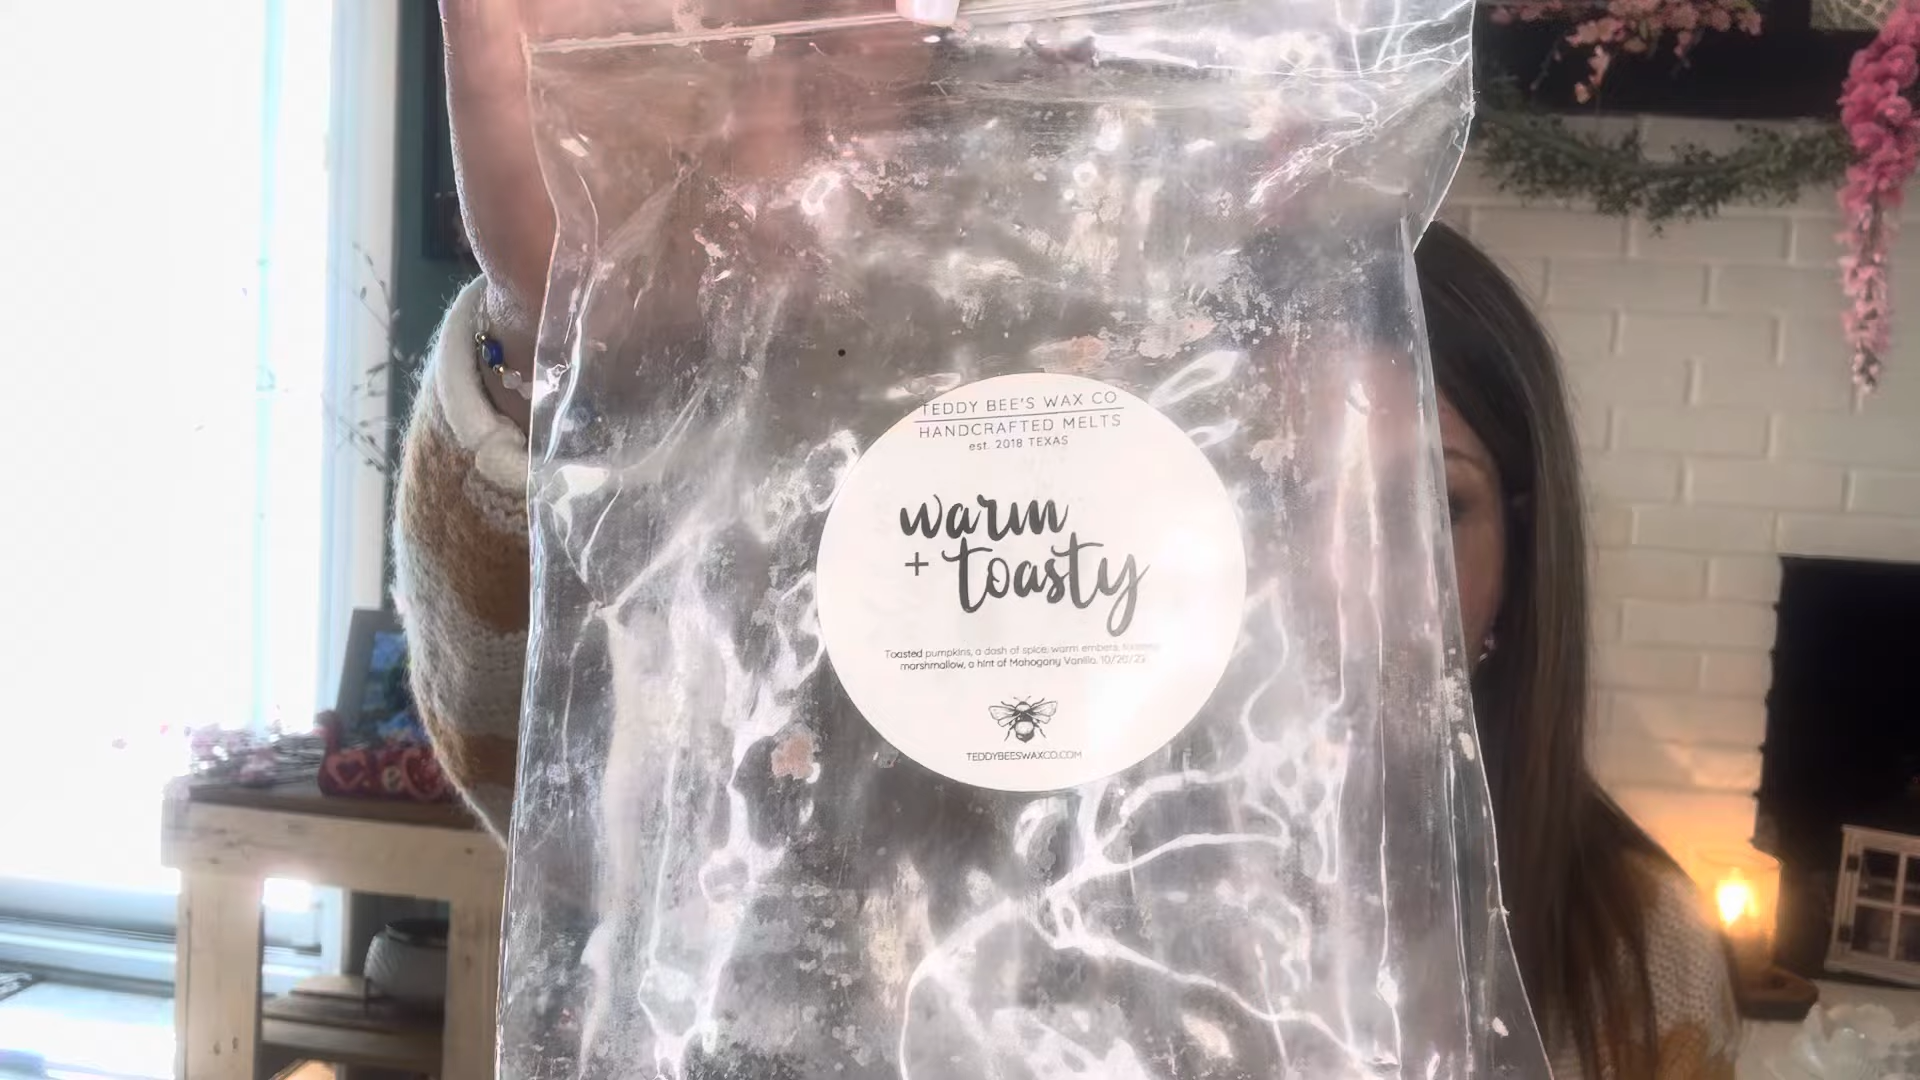 TEDDY BEE'S WAX CO
HANDCRAFTED MELTS
est. 2018 TEXAS
warm
+ toasty
Toasted pumpkins, a dash of spice, warm embers,
marshmallow, a hint of Mahogany Vanilla.
TEDDYBEESWAXCO.COM